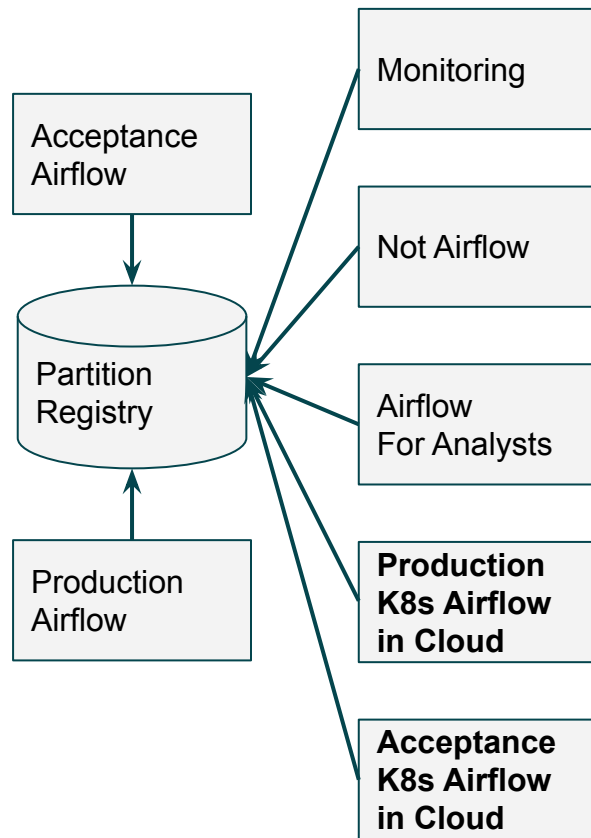 Monitoring
Acceptance
Airflow
Not Airflow
Partition
Registry
Airflow
For Analysts
Production
Airflow
Production
K8s Airflow
in Cloud
Acceptance
K8s Airflow
in Cloud